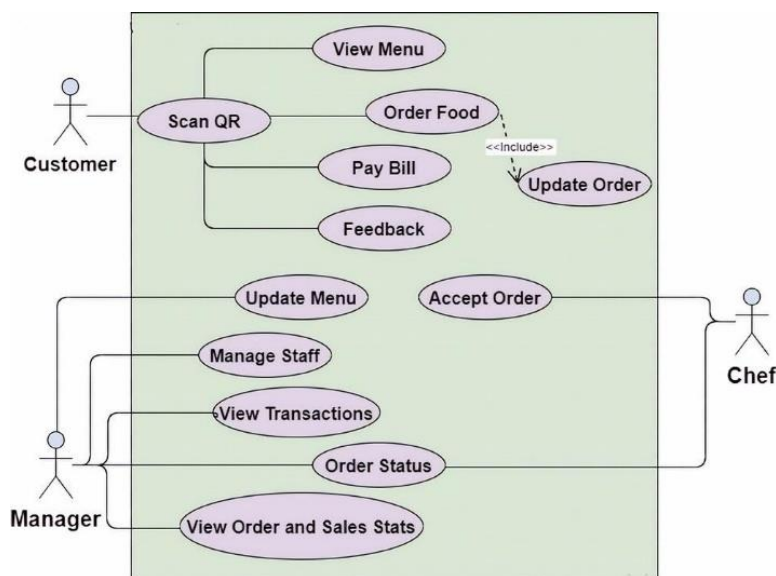 View Menu
Scan QR
Order Food
<<Include>>
Customer
Pay Bill
Update Order
Feedback
Update Menu
Accept Order
Manage Staff
Chef
View Transactions
Order Status
Manager
View Order and Sales Stats